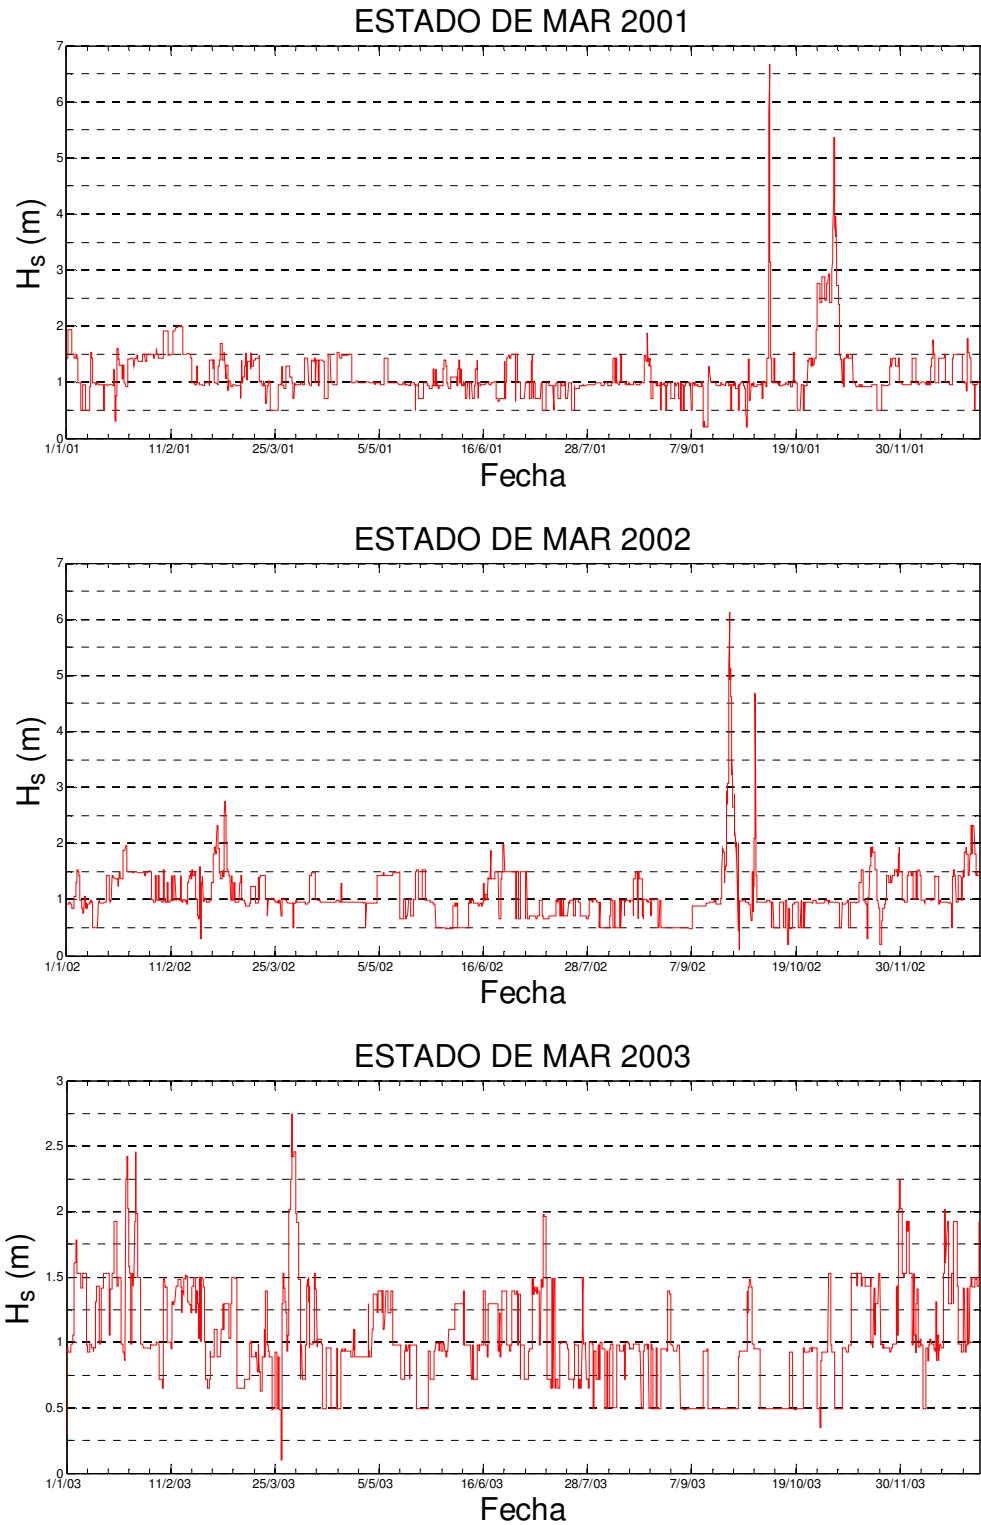 ESTADO DE MAR 2001
7
6
5
4
3
2
1
0
Hs (m)
1/1/01 11/2/01 25/3/01 5/5/01 16/6/01 28/7/01 7/9/01 19/10/01 30/11/01
Fecha
ESTADO DE MAR 2002
7
6
5
4
3
2
1
0
Hs (m)
1/1/02 11/2/02 25/3/02 5/5/02 16/6/02 28/7/02 7/9/02 19/10/02 30/11/02
Fecha
ESTADO DE MAR 2003
3
2.5
2
1.5
1
0.5
0
Hs (m)
1/1/03 11/2/03 25/3/03 5/5/03 16/6/03 28/7/03 7/9/03 19/10/03 30/11/03
Fecha